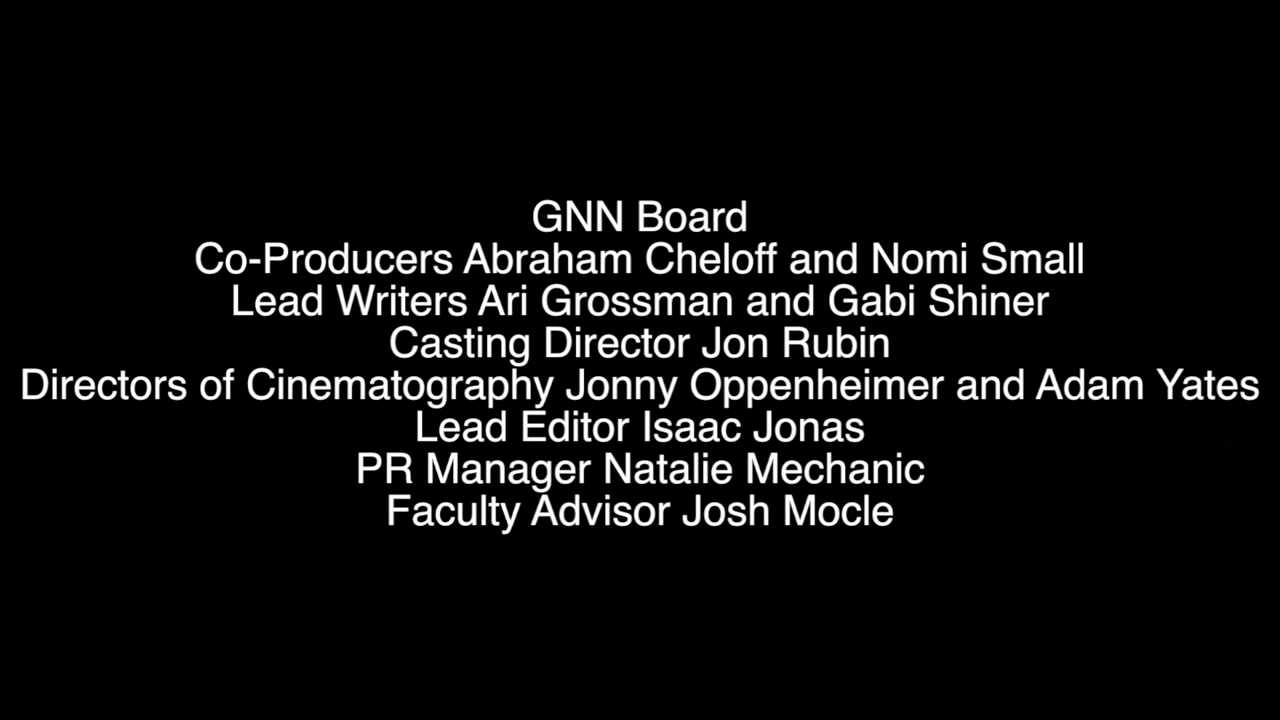 GNN Board
Co-Producers Abraham Cheloff and Nomi Small
Lead Writers Ari Grossman and Gabi Shiner
Casting Director Jon Rubin
Directors of Cinematography Jonny Oppenheimer and Adam Yates
Lead Editor Isaac Jonas
PR Manager Natalie Mechanic
Faculty Advisor Josh Mocle